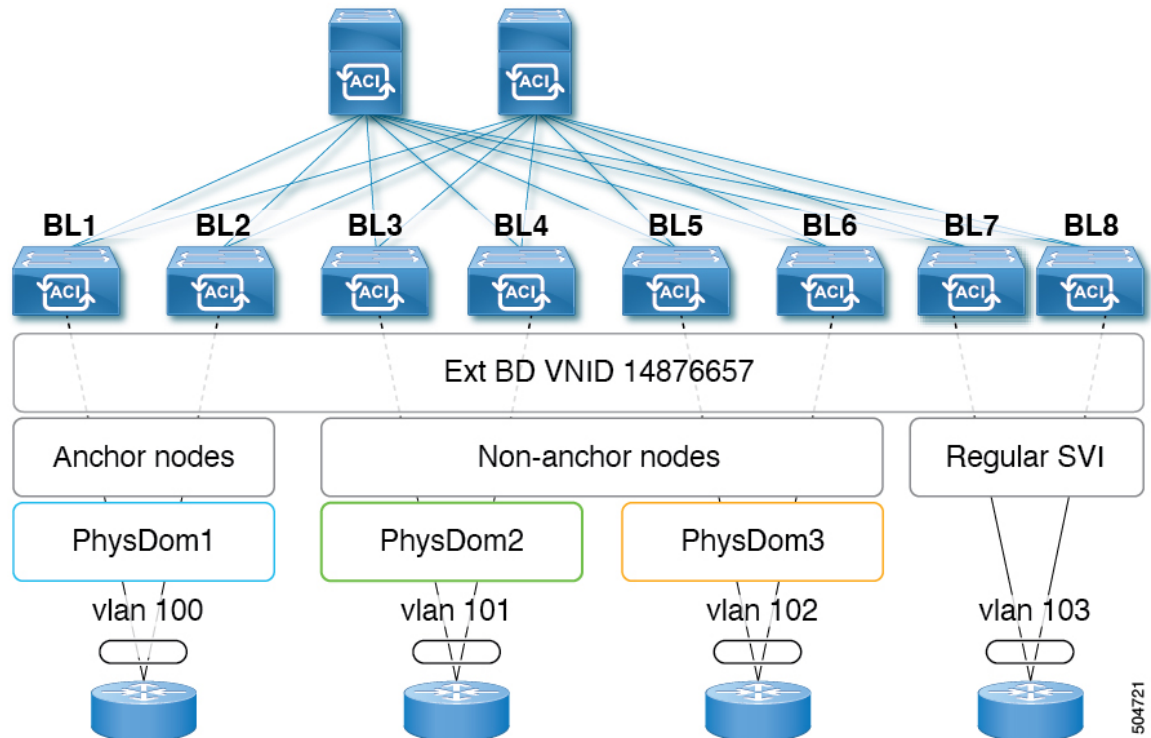 ACI ACI
BL1 BL2 BL3 BL4 BL5 BL6 BL7 BL8
ACI ACI ACI ACI ACI ACI ACI ACI
Ext BD VNID 14876657
Anchor nodes Non-anchor nodes Regular SVI
PhysDom1 PhysDom2 PhysDom3
vlan 100 vlan 101 vlan 102 vlan 103
504721